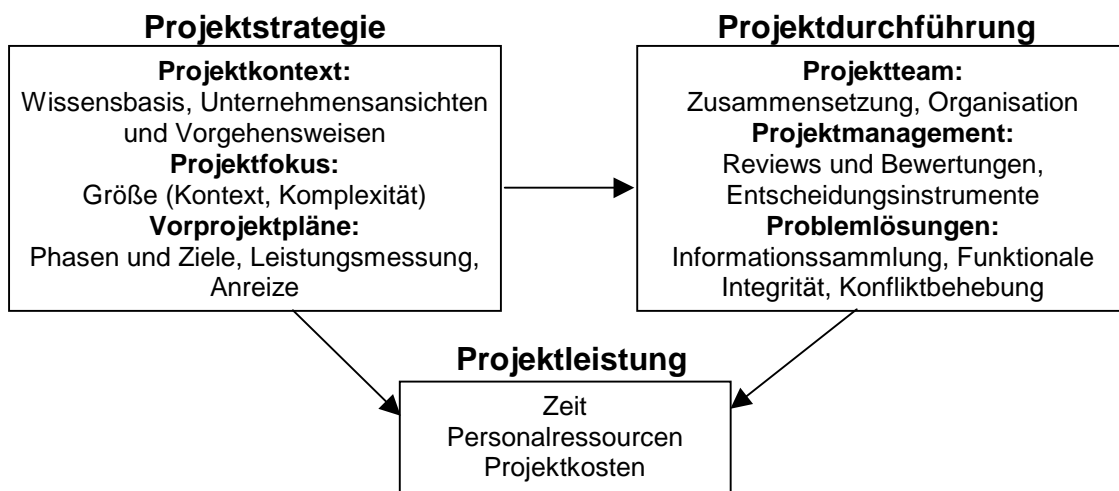 Projektstrategie
Projektkontext:
Wissensbasis, Unternehmensansichten
und Vorgehensweisen
Projektfokus:
Größe (Kontext, Komplexität)
Vorprojektpläne:
Phasen und Ziele, Leistungsmessung,
Anreize
Projektdurchführung
Projektteam:
Zusammensetzung, Organisation
Projektmanagement:
Reviews und Bewertungen,
Entscheidungsinstrumente
Problemlösungen:
Informationssammlung, Funktionale
Integrität, Konfliktbehebung
Projektleistung
Zeit
Personalressourcen
Projektkosten